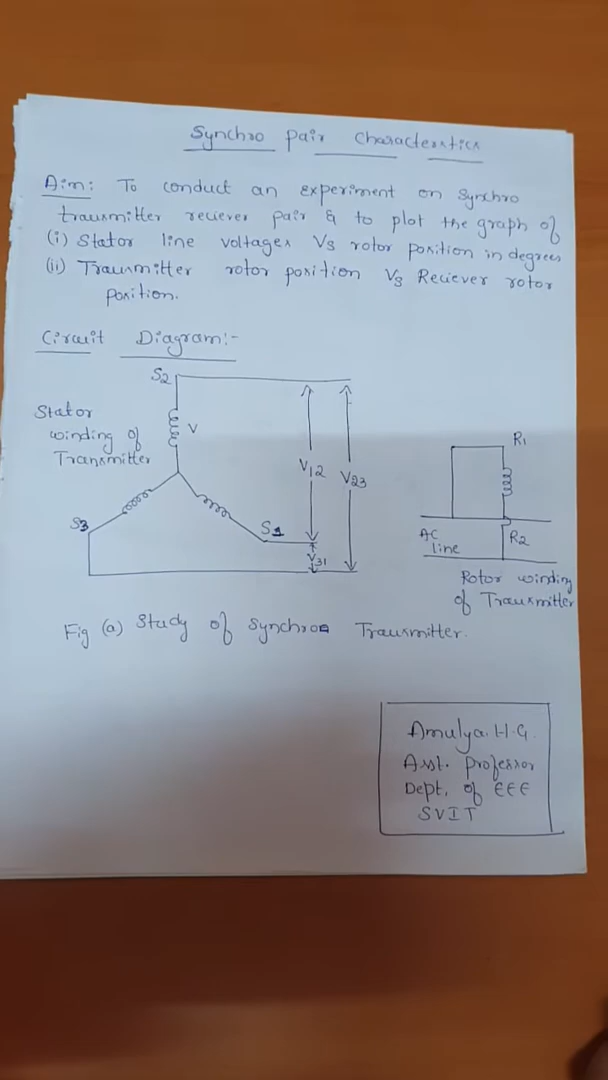 Synchro Pair Characterstics
Aim: To conduct an experiment on Synchro
transmitter reciever pair & to plot the graph of
(i) Stator line voltages Vs rotor position in degrees
(ii) Transmitter rotor position Vs Reciever rotor
position.
Circuit Diagram:-
S2
Stator
winding of
Transmitter
V
V12
V23
S3
S1
V31
R1
AC
line
R2
Rotor winding
of Transmitter
Fig (a) Study of Synchro Transmitter.
Amulya.H.G.
Asst. Professor
Dept. of EEE
SVIT